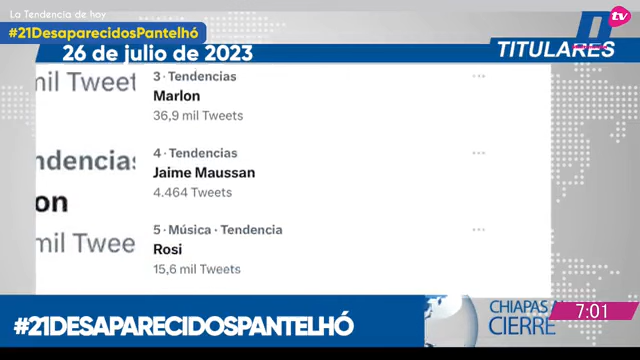 La Tendencia de hoy
#21DesaparecidosPantelhó
26 de julio de 2023
tv
TITULARES
mil Tweets
3 · Tendencias
Marlon
36,9 mil Tweets
ndencias
4 · Tendencias
Jaime Maussan
4.464 Tweets
on
mil Twee
5 · Música · Tendencia
Rosi
15,6 mil Tweets
#21DESAPARECIDOSPANTELHÓ
CHIAPAS A
CIERRE
7:01